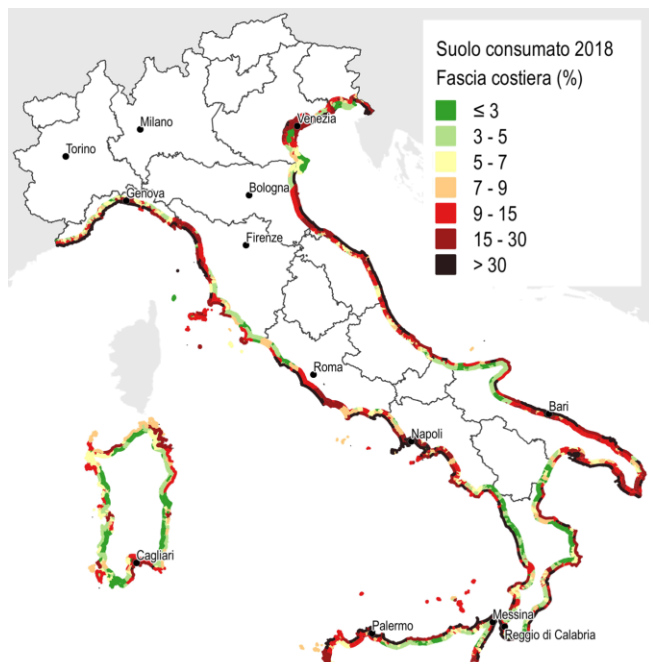 Suolo consumato 2018
Fascia costiera (%)
≤ 3
3 - 5
5 - 7
7 - 9
9 - 15
15 - 30
> 30
Venezia
Milano
Torino
Bologna
Genova
Firenze
Roma
Bari
Napoli
Cagliari
Messina
Palermo
Reggio di Calabria